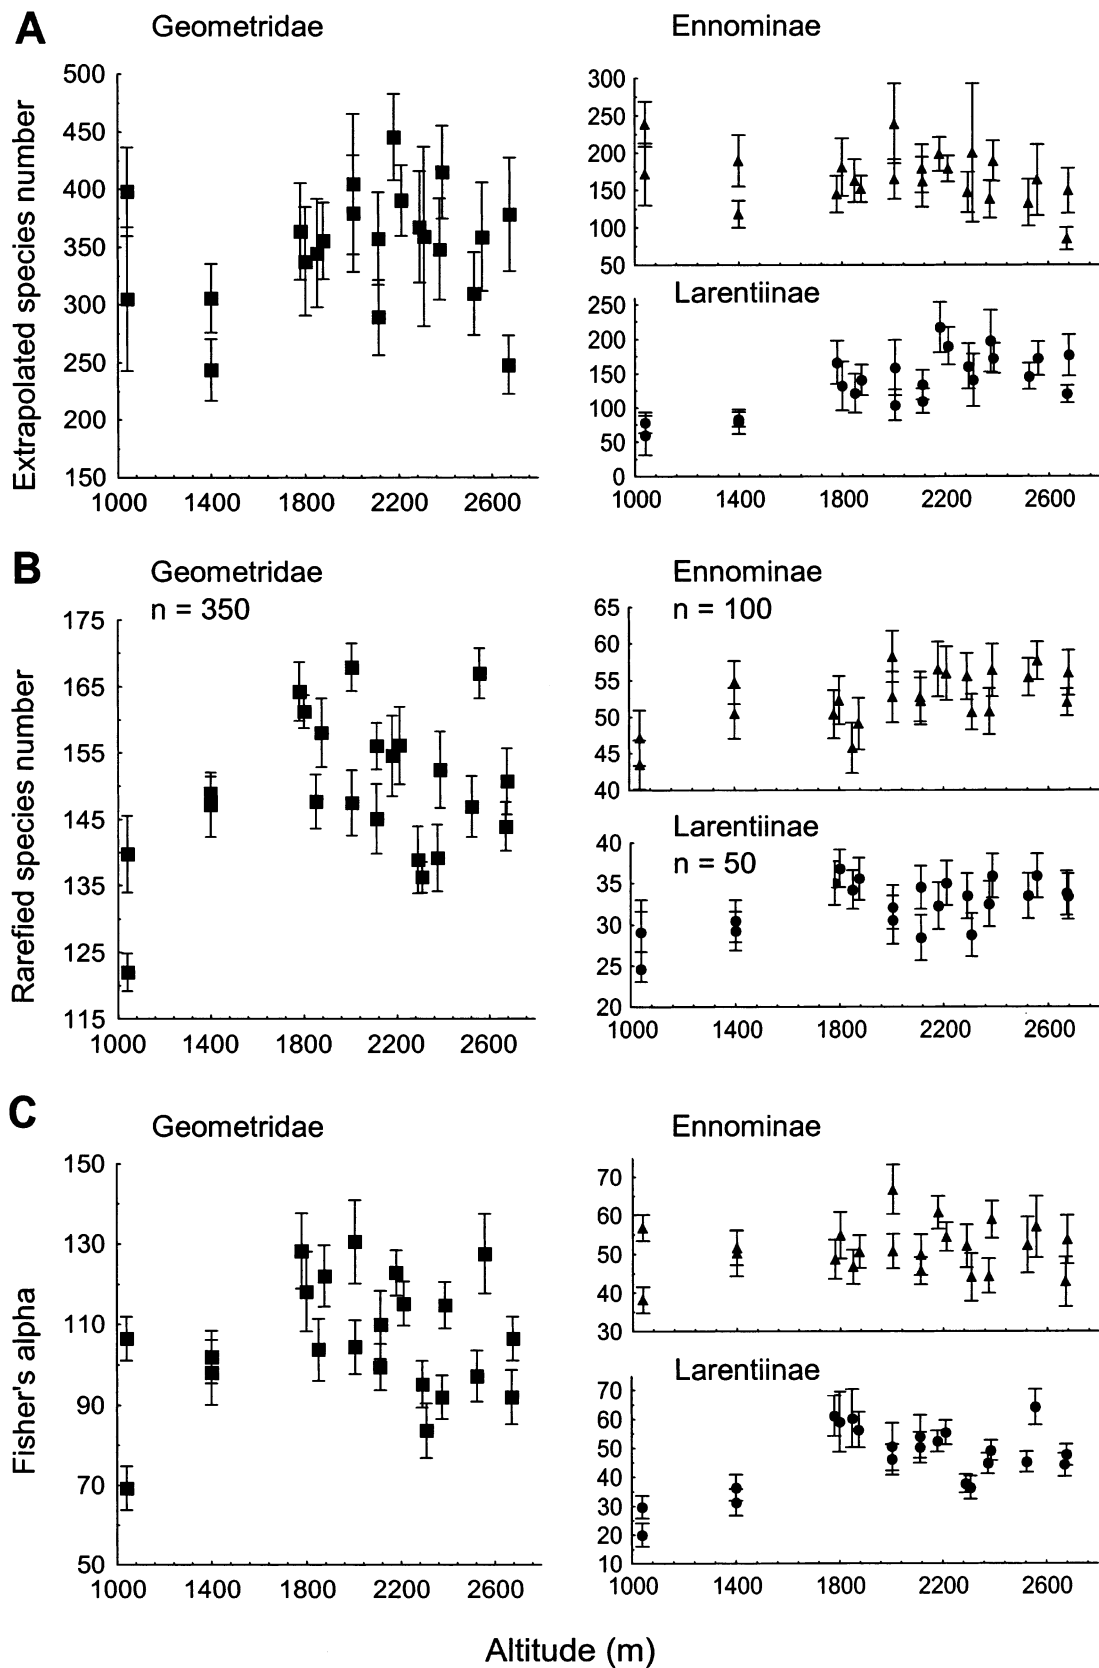 A
Geometridae
Ennominae
Extrapolated species number
500
450
400
350
300
250
200
150
1000 1400 1800 2200 2600
300
250
200
150
100
50
Larentiinae
250
200
150
100
50
0
1000 1400 1800 2200 2600
B
Geometridae
n = 350
Ennominae
n = 100
Rarefied species number
175
165
155
145
135
125
115
1000 1400 1800 2200 2600
65
60
55
50
45
40
Larentiinae
n = 50
40
35
30
25
20
1000 1400 1800 2200 2600
C
Geometridae
Ennominae
Fisher's alpha
150
130
110
90
70
50
1000 1400 1800 2200 2600
70
60
50
40
30
Larentiinae
70
60
50
40
30
20
10
1000 1400 1800 2200 2600
Altitude (m)